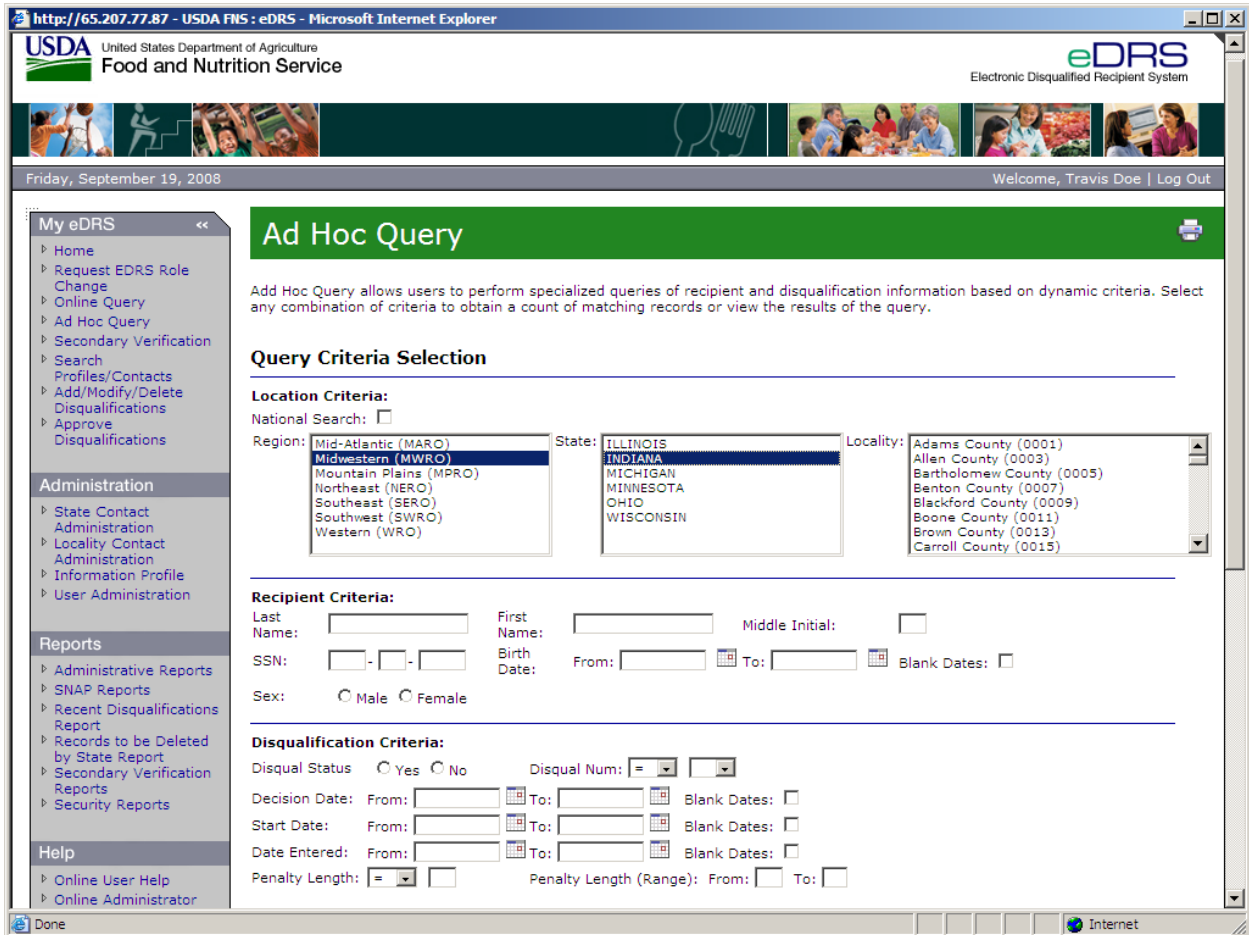 http://65.207.77.87 - USDA FNS : eDRS - Microsoft Internet Explorer
USDA
United States Department of Agriculture
Food and Nutrition Service
eDRS
Electronic Disqualified Recipient System
Friday, September 19, 2008
Welcome, Travis Doe | Log Out
My eDRS <<
Home
Request EDRS Role
Change
Online Query
Ad Hoc Query
Secondary Verification
Search
Profiles/Contacts
Add/Modify/Delete
Disqualifications
Approve
Disqualifications
Administration
State Contact
Administration
Locality Contact
Administration
Information Profile
User Administration
Reports
Administrative Reports
SNAP Reports
Recent Disqualifications
Report
Records to be Deleted
by State Report
Secondary Verification
Reports
Security Reports
Help
Online User Help
Online Administrator
Ad Hoc Query
Add Hoc Query allows users to perform specialized queries of recipient and disqualification information based on dynamic criteria. Select
any combination of criteria to obtain a count of matching records or view the results of the query.
Query Criteria Selection
Location Criteria:
National Search:
Region:
Mid-Atlantic (MARO)
Midwestern (MWRO)
Mountain Plains (MPRO)
Northeast (NERO)
Southeast (SERO)
Southwest (SWRO)
Western (WRO)
State:
ILLINOIS
INDIANA
MICHIGAN
MINNESOTA
OHIO
WISCONSIN
Locality:
Adams County (0001)
Allen County (0003)
Bartholomew County (0005)
Benton County (0007)
Blackford County (0009)
Boone County (0011)
Brown County (0013)
Carroll County (0015)
Recipient Criteria:
Last
Name:
First
Name:
Middle Initial:
SSN: - -
Birth
Date:
From: To: Blank Dates:
Sex: Male Female
Disqualification Criteria:
Disqual Status Yes No Disqual Num: =
Decision Date: From: To: Blank Dates:
Start Date: From: To: Blank Dates:
Date Entered: From: To: Blank Dates:
Penalty Length: = Penalty Length (Range): From: To:
Done
Internet